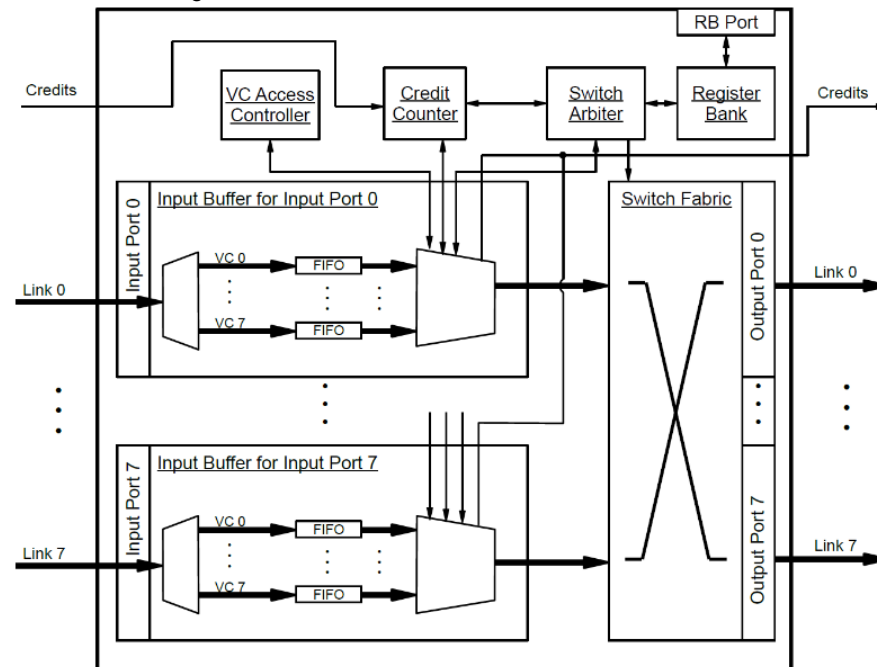 RB Port
Credits
VC Access
Controller
Credit
Counter
Switch
Arbiter
Register
Bank
Credits
Input Port 0
Input Buffer for Input Port 0
VC 0
FIFO
VC 7
FIFO
Link 0
Switch Fabric
Output Port 0
Link 0
Input Port 7
Input Buffer for Input Port 7
VC 0
FIFO
VC 7
FIFO
Link 7
Output Port 7
Link 7